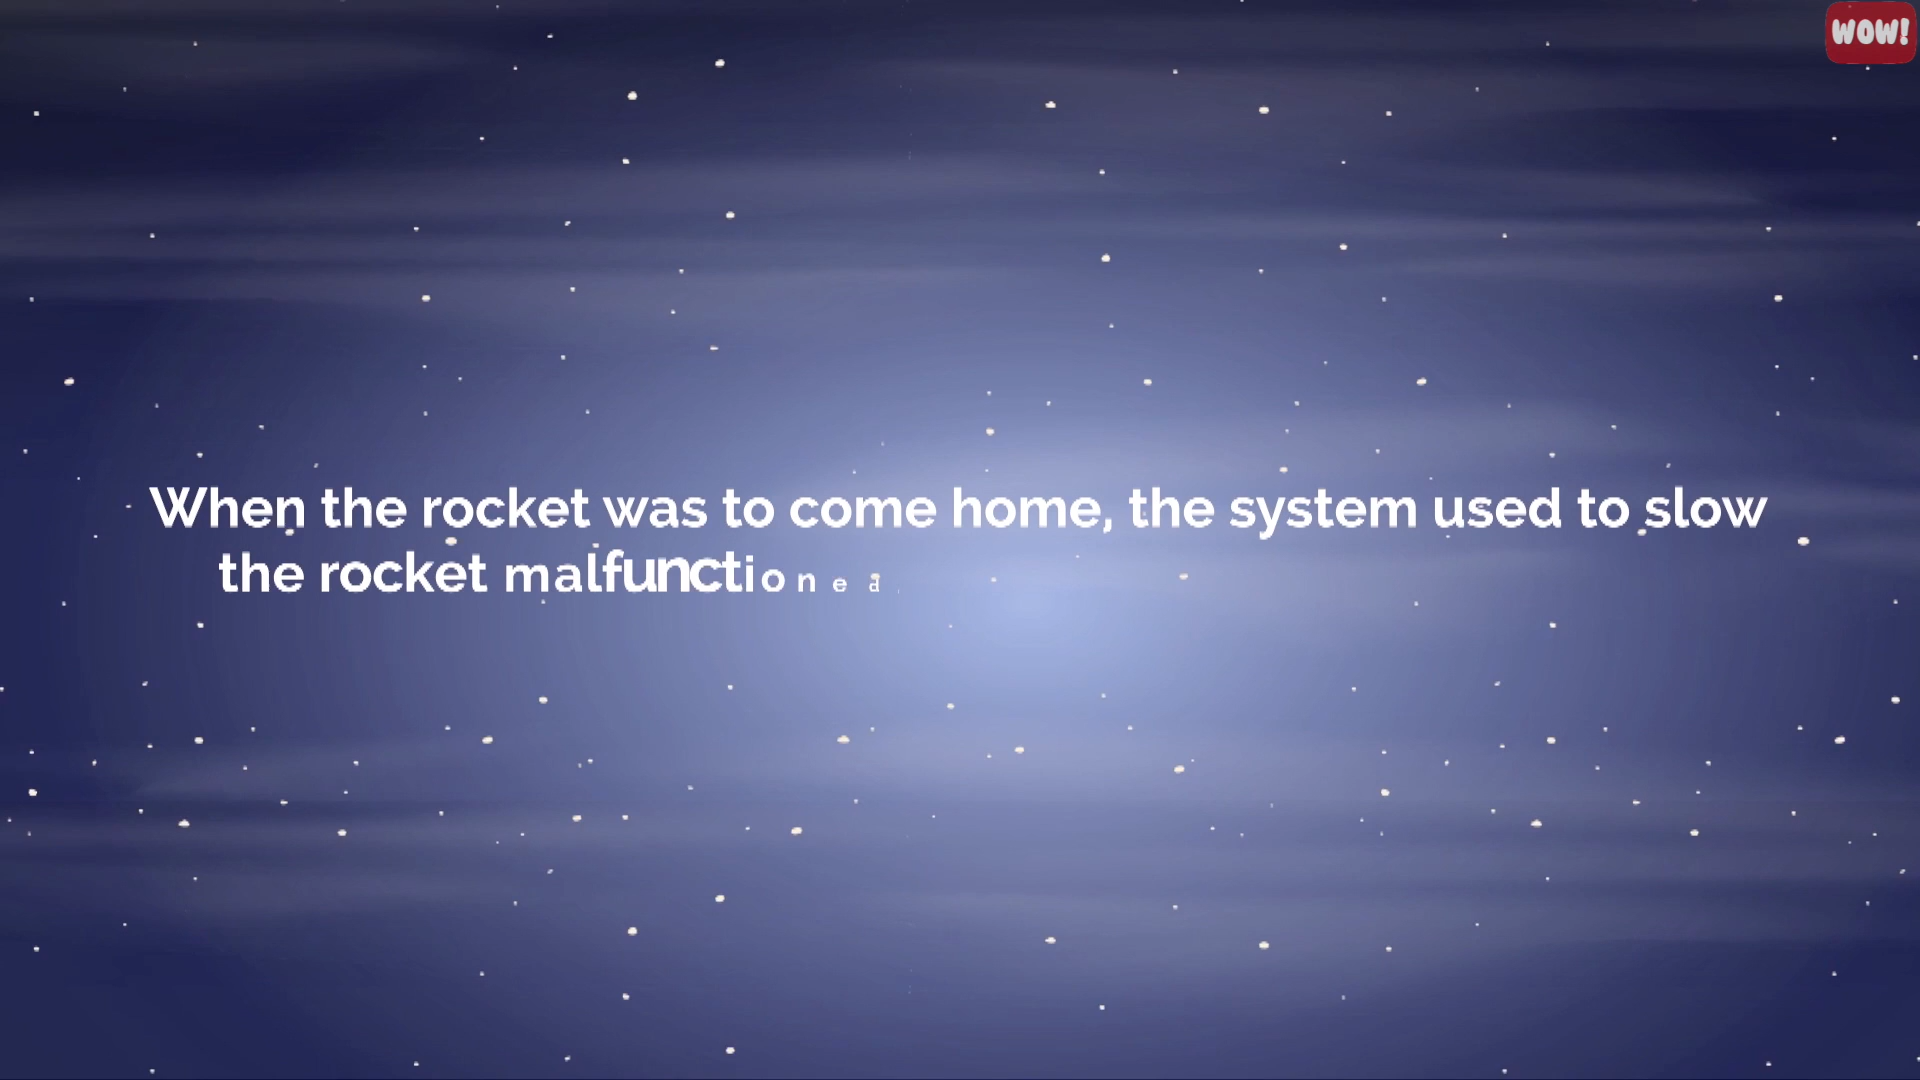 WOW!
When the rocket was to come home, the system used to slow
the rocket malfunctioned